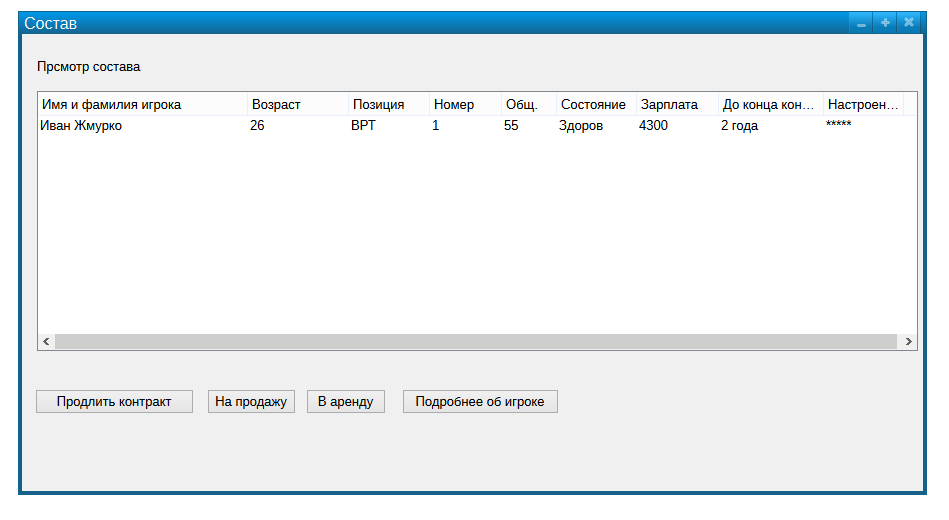 Состав
Прсмотр состава
Имя и фамилия игрока Возраст Позиция Номер Общ. Состояние Зарплата До конца кон... Настроен...
Иван Жмурко 26 ВРТ 1 55 Здоров 4300 2 года *****
Продлить контракт На продажу В аренду Подробнее об игроке